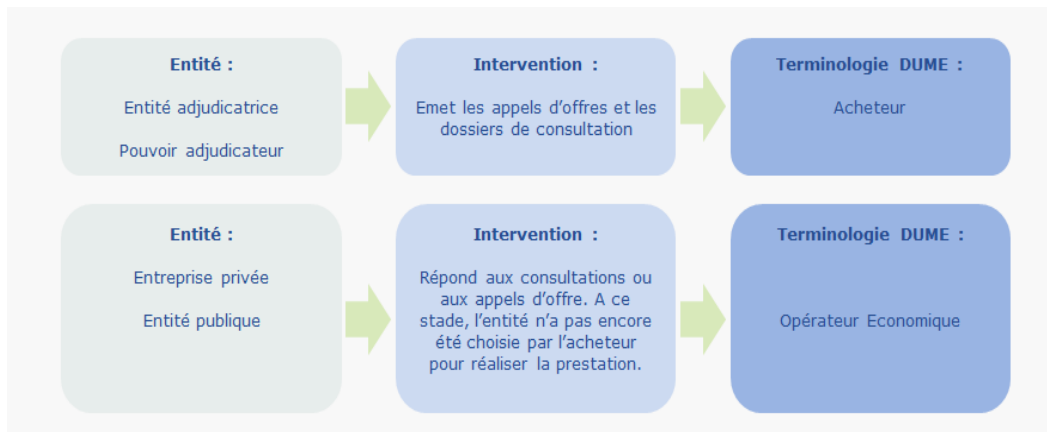 Entité :
Entité adjudicatrice
Pouvoir adjudicateur
Intervention :
Emet les appels d'offres et les
dossiers de consultation
Terminologie DUME :
Acheteur
Entité :
Entreprise privée
Entité publique
Intervention :
Répond aux consultations ou
aux appels d'offre. A ce
stade, l'entité n'a pas encore
été choisie par l'acheteur
pour réaliser la prestation.
Terminologie DUME :
Opérateur Economique